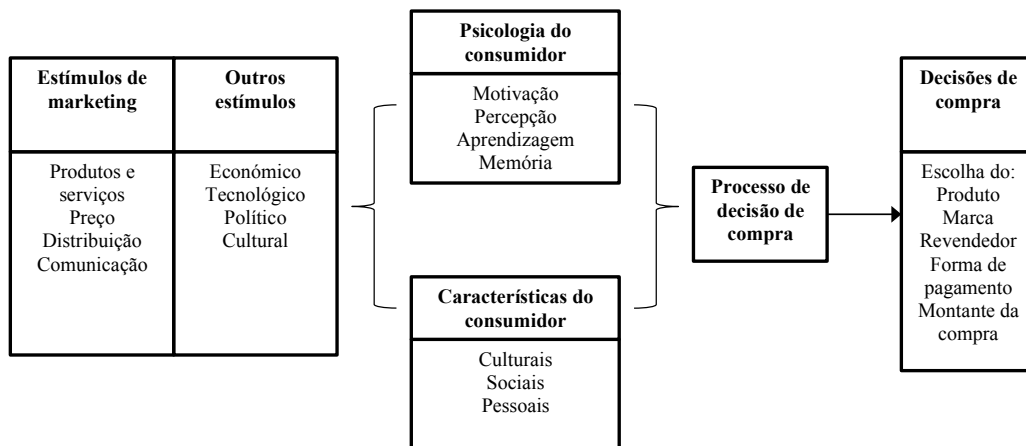 Estímulos de
marketing
Produtos e
serviços
Preço
Distribuição
Comunicação
Outros
estímulos
Económico
Tecnológico
Político
Cultural
Psicologia do
consumidor
Motivação
Percepção
Aprendizagem
Memória
Características do
consumidor
Culturais
Sociais
Pessoais
Processo de
decisão de
compra
Decisões de
compra
Escolha do:
Produto
Marca
Revendedor
Forma de
pagamento
Montante da
compra